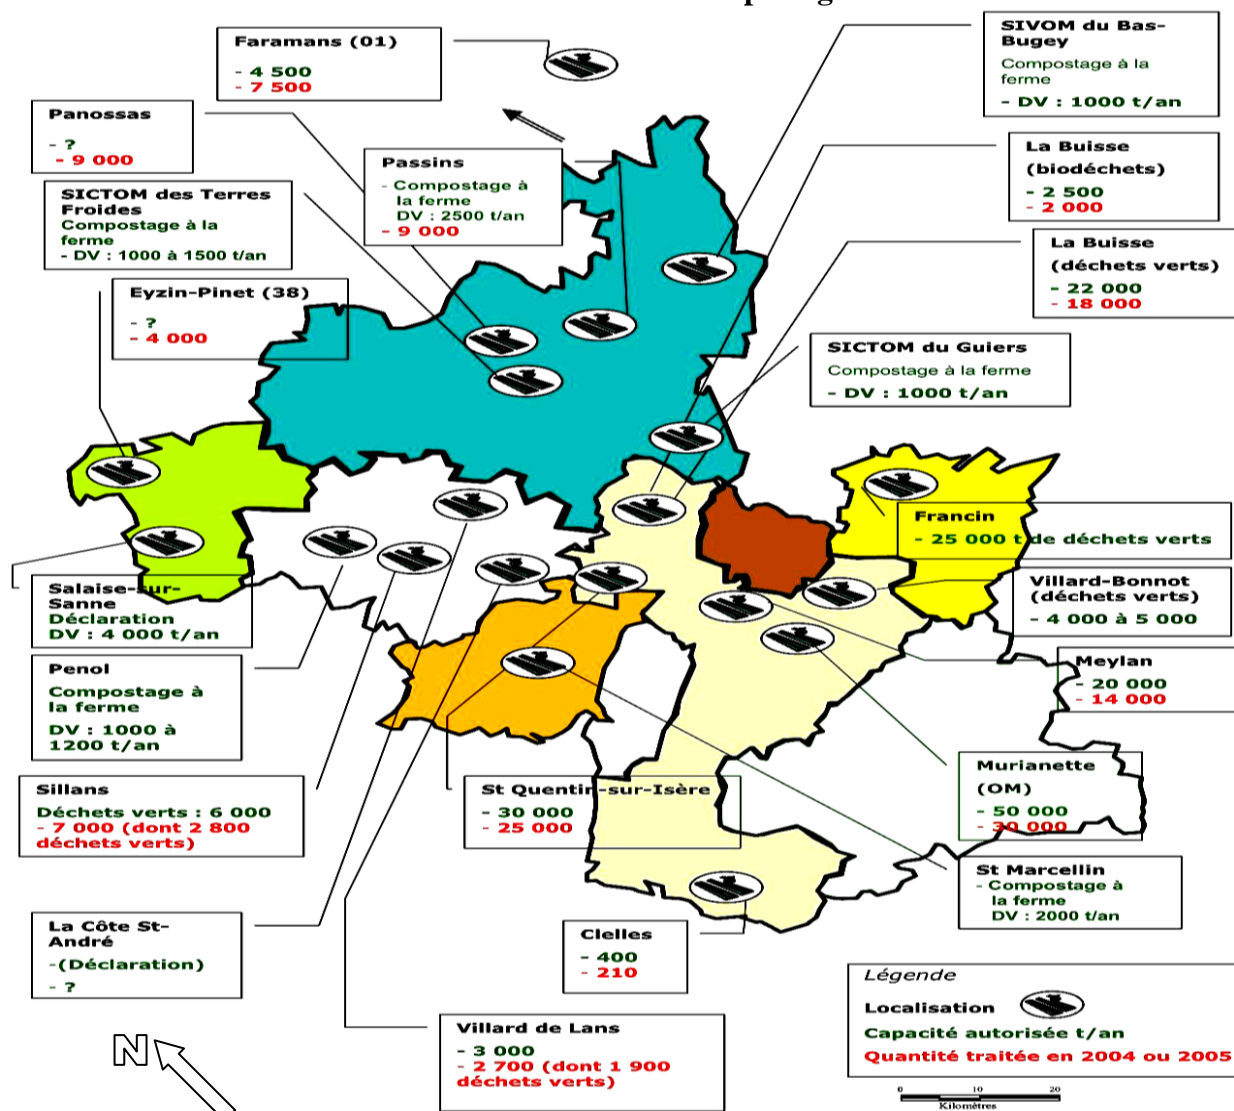 Faramans (01)
- 4 500
- 7 500
SIVOM du Bas-
Bugey
Compostage à la
ferme
- DV : 1000 t/an
Panossas
- ?
- 9 000
Passins
- Compostage à
la ferme
DV : 2500 t/an
- 9 000
La Buisse
(biodéchets)
- 2 500
- 2 000
SICTOM des Terres
Froides
Compostage à la
ferme
- DV : 1000 à 1500 t/an
La Buisse
(déchets verts)
- 22 000
- 18 000
Eyzin-Pinet (38)
- ?
- 4 000
SICTOM du Guiers
Compostage à la ferme
- DV : 1000 t/an
Francin
- 25 000 t de déchets verts
Salaise-sur-
Sanne
Déclaration
DV : 4 000 t/an
Villard-Bonnot
(déchets verts)
- 4 000 à 5 000
Penol
Compostage à
la ferme
DV : 1000 à
1200 t/an
Meylan
- 20 000
- 14 000
Sillans
Déchets verts : 6 000
- 7 000 (dont 2 800
déchets verts)
St Quentin-sur-Isère
- 30 000
- 25 000
Murianette
(OM)
- 50 000
- 30 000
St Marcellin
- Compostage à
la ferme
DV : 2000 t/an
La Côte St-
André
-(Déclaration)
- ?
Clelles
- 400
- 210
Villard de Lans
- 3 000
- 2 700 (dont 1 900
déchets verts)
Légende
Localisation
Capacité autorisée t/an
Quantité traitée en 2004 ou 2005
N
0 10 20
Kilomètres